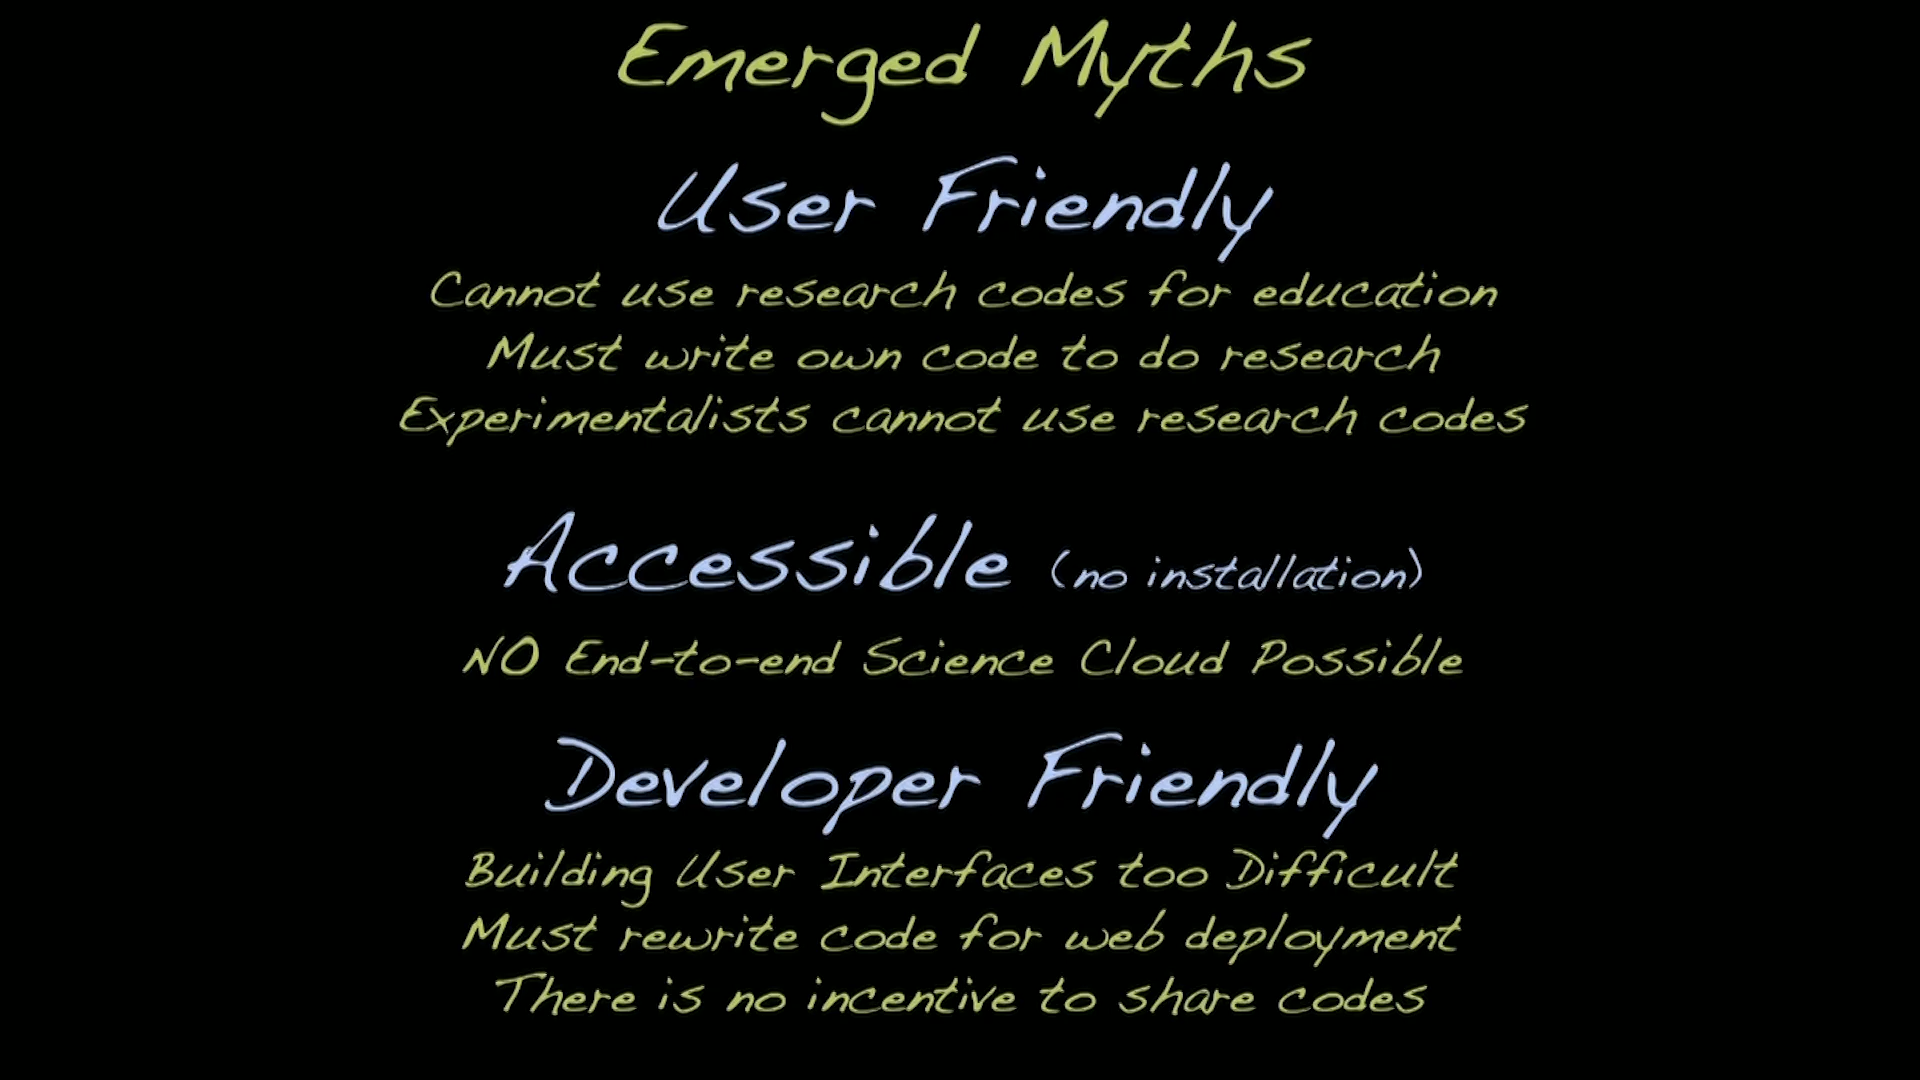 Emerged Myths
User Friendly
Cannot use research codes for education
Must write own code to do research
Experimentalists cannot use research codes
Accessible (no installation)
NO End-to-end Science Cloud Possible
Developer Friendly
Building User Interfaces too Difficult
Must rewrite code for web deployment
There is no incentive to share codes